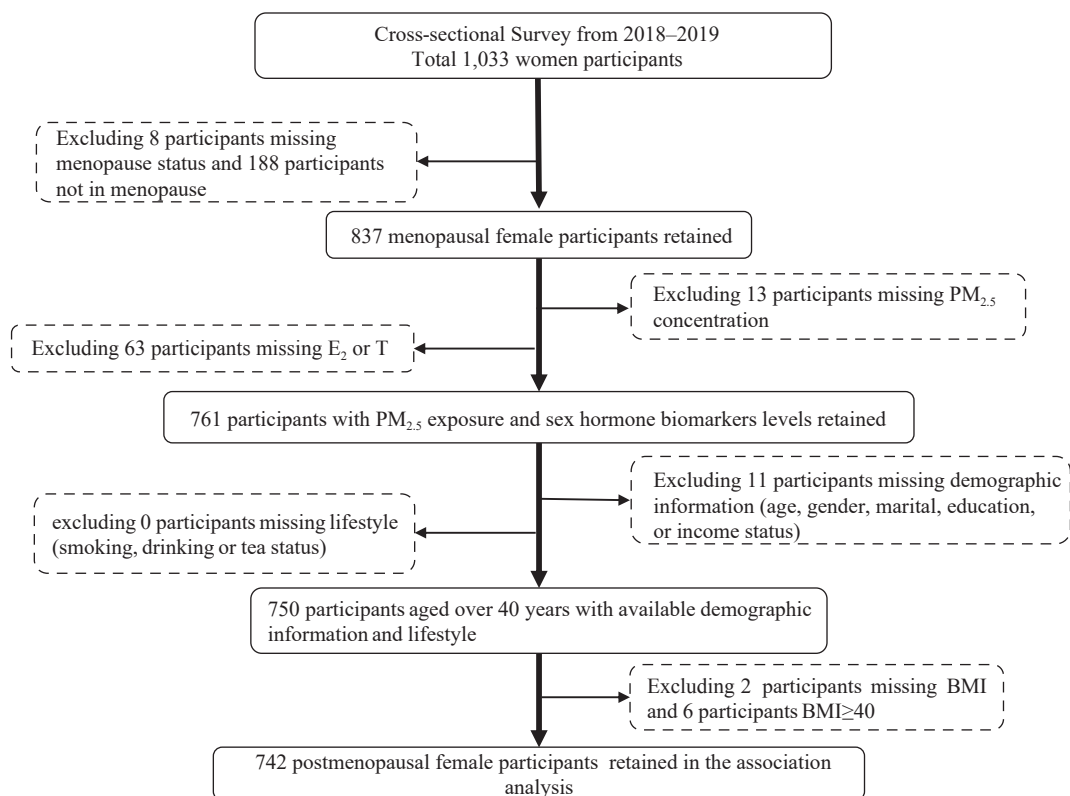 Cross-sectional Survey from 2018–2019
Total 1,033 women participants
Excluding 8 participants missing
menopause status and 188 participants
not in menopause
837 menopausal female participants retained
Excluding 13 participants missing PM2.5
concentration
Excluding 63 participants missing E2 or T
761 participants with PM2.5 exposure and sex hormone biomarkers levels retained
Excluding 11 participants missing demographic
information (age, gender, marital, education,
or income status)
excluding 0 participants missing lifestyle
(smoking, drinking or tea status)
750 participants aged over 40 years with available demographic
information and lifestyle
Excluding 2 participants missing BMI
and 6 participants BMI≥40
742 postmenopausal female participants retained in the association
analysis